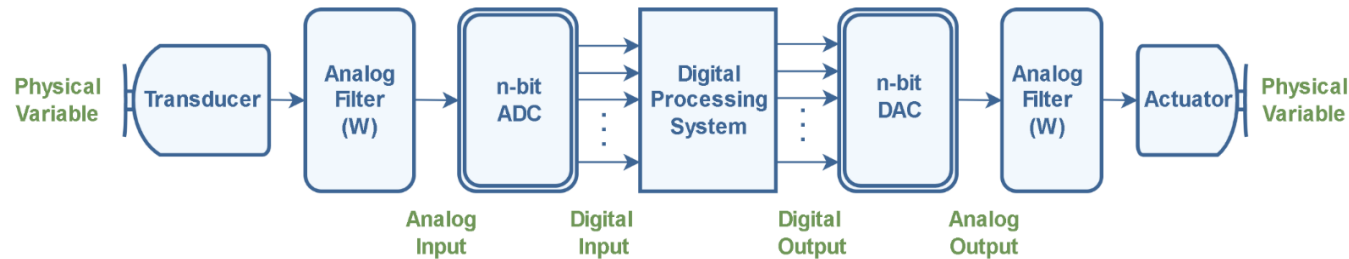 Physical
Variable
Transducer
Analog
Filter
(W)
n-bit
ADC
Digital
Processing
System
n-bit
DAC
Analog
Filter
(W)
Actuator
Physical
Variable
Analog
Input
Digital
Input
Digital
Output
Analog
Output